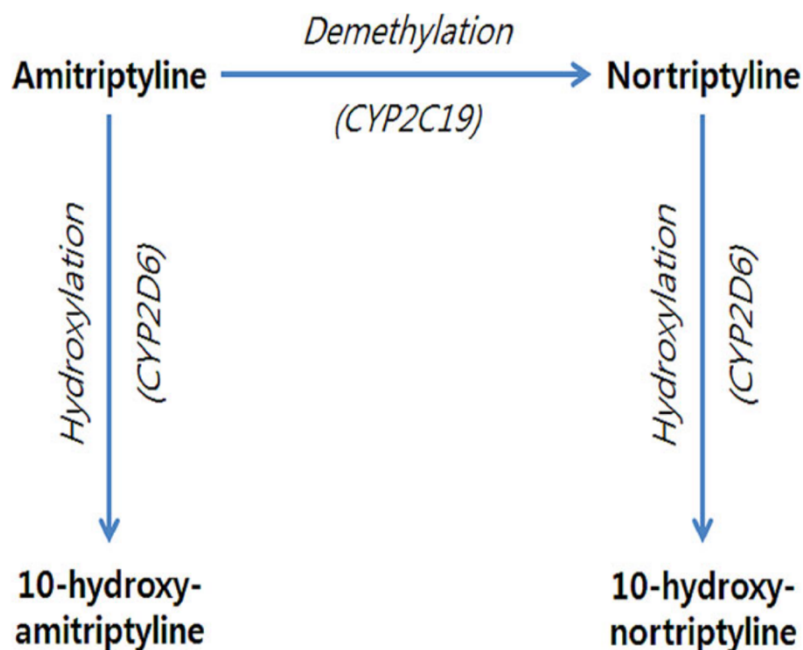 Demethylation
Amitriptyline
Nortriptyline
(CYP2C19)
Hydroxylation
(CYP2D6)
Hydroxylation
(CYP2D6)
10-hydroxy-
amitriptyline
10-hydroxy-
nortriptyline